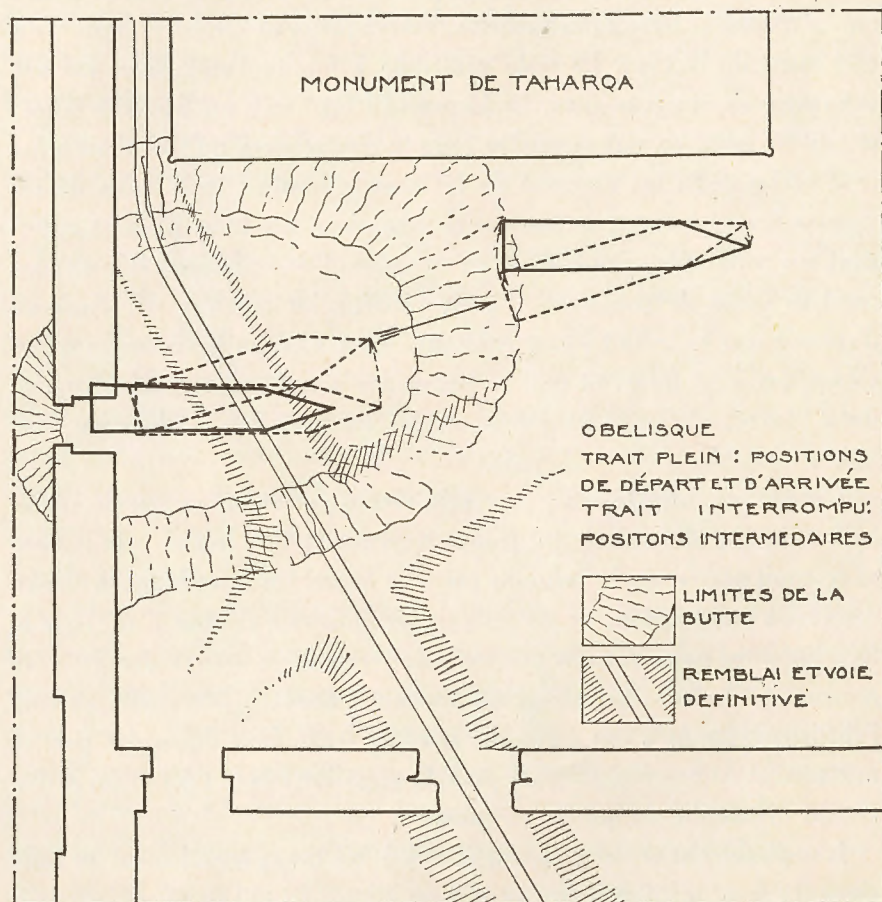 MONUMENT DE TAHARQA
OBELISQUE
TRAIT PLEIN : POSITIONS
DE DÉPART ET D'ARRIVÉE
TRAIT INTERROMPU:
POSITONS INTERMEDAIRES
LIMITES DE LA
BUTTE
REMBLAI ET VOIE
DEFINITIVE